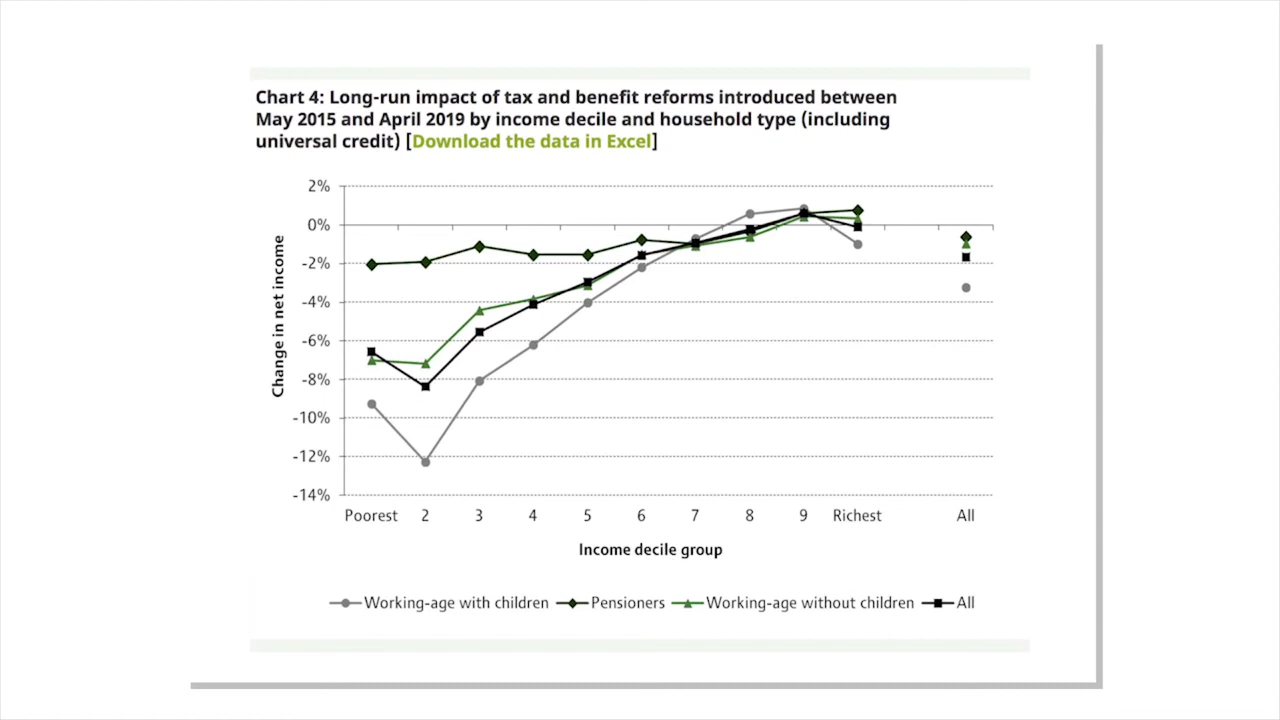 Chart 4: Long-run impact of tax and benefit reforms introduced between
May 2015 and April 2019 by income decile and household type (including
universal credit) [Download the data in Excel]
2%
0%
-2%
-4%
-6%
-8%
-10%
-12%
-14%
Change in net income
Poorest 2 3 4 5 6 7 8 9 Richest All
Income decile group
Working-age with children Pensioners Working-age without children All